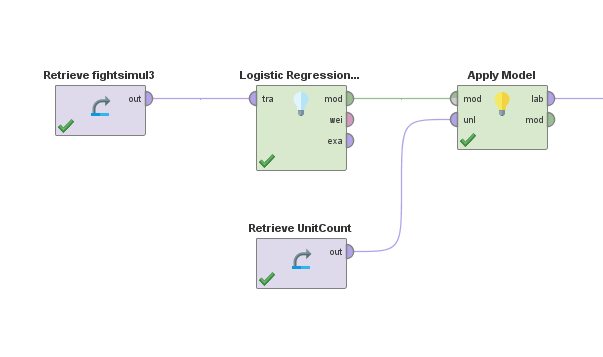 Retrieve fightsimul3
out
Logistic Regression...
tra
mod
wei
exa
Apply Model
mod
lab
unl
mod
Retrieve UnitCount
out